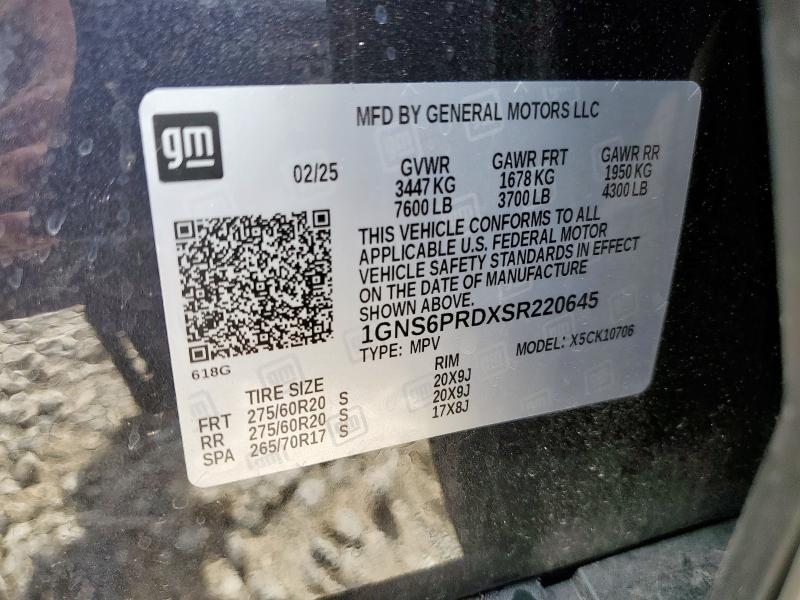 gm
MFD BY GENERAL MOTORS LLC
02/25
GVWR GAWR FRT GAWR RR
3447 KG 1678 KG 1950 KG
7600 LB 3700 LB 4300 LB
THIS VEHICLE CONFORMS TO ALL
APPLICABLE U.S. FEDERAL MOTOR
VEHICLE SAFETY STANDARDS IN EFFECT
ON THE DATE OF MANUFACTURE
SHOWN ABOVE.
1GNS6PRDXSR220645
TYPE: MPV MODEL: X5CK10706
618G
TIRE SIZE RIM
FRT 275/60R20 S 20X9J
RR 275/60R20 S 20X9J
SPA 265/70R17 S 17X8J